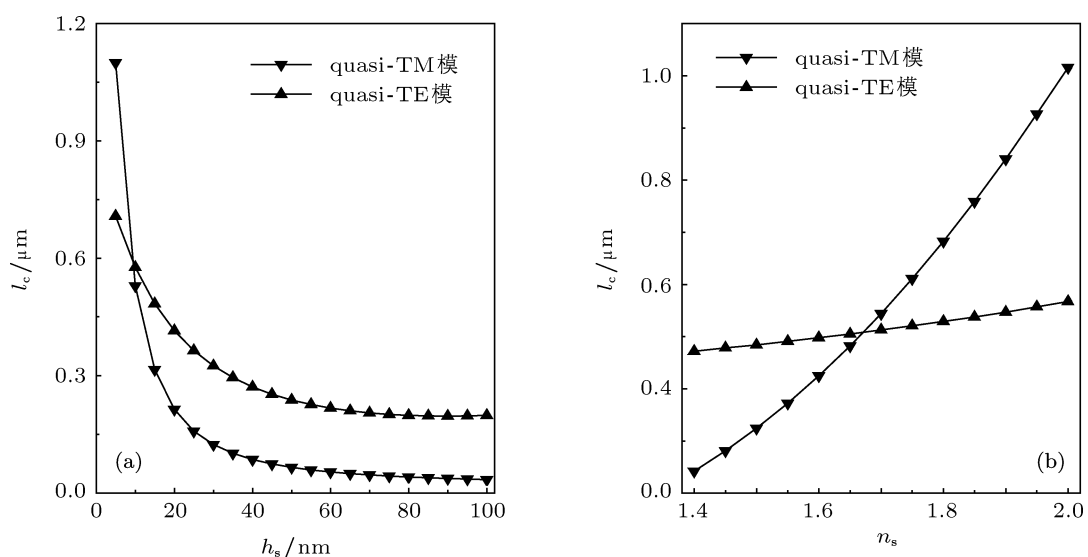 1.2
0.9
0.6
0.3
0.0
l_c/μm
quasi-TM模
quasi-TE模
(a)
0 20 40 60 80 100
h_s/nm
1.0
0.8
0.6
0.4
0.0
l_c/μm
quasi-TM模
quasi-TE模
(b)
1.4 1.6 1.8 2.0
n_s